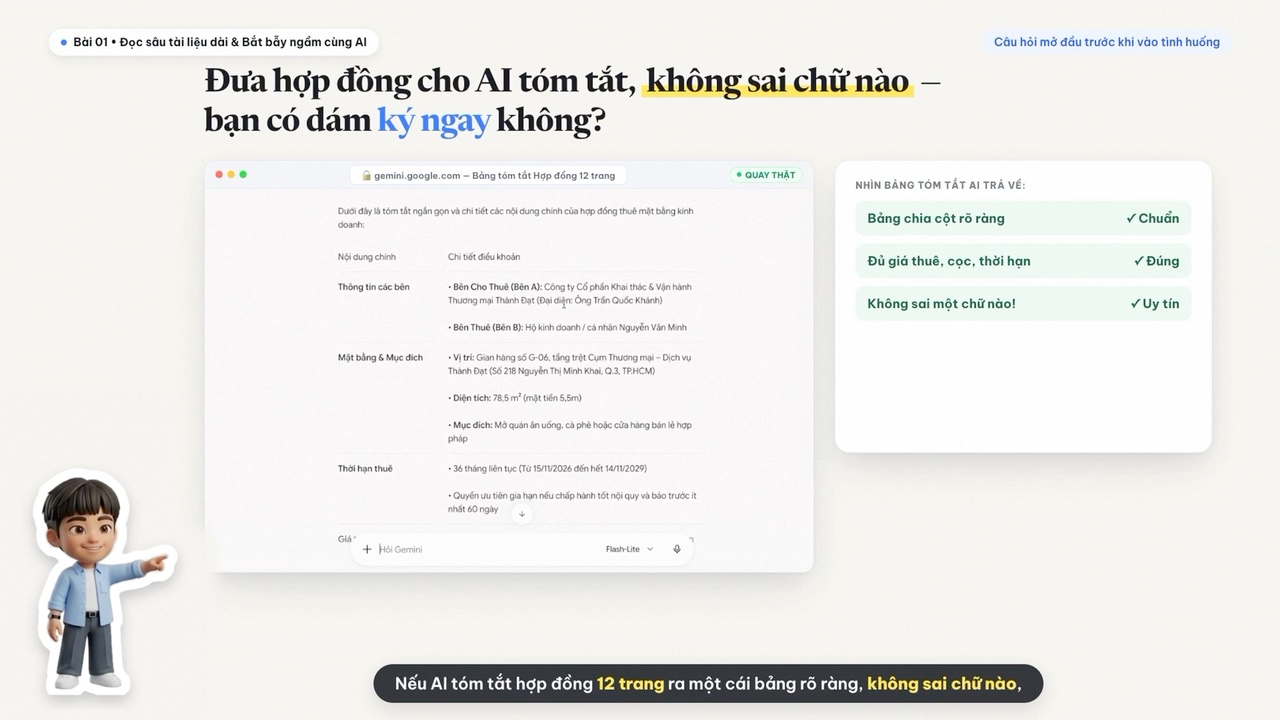 Bài 01 • Đọc sâu tài liệu dài & Bắt bẫy ngầm cùng AI
Câu hỏi mở đầu trước khi vào tình huống
Đưa hợp đồng cho AI tóm tắt, không sai chữ nào —
bạn có dám ký ngay không?
gemini.google.com — Bảng tóm tắt Hợp đồng 12 trang
QUAY THẬT
Dưới đây là tóm tắt ngắn gọn và chi tiết các nội dung chính của hợp đồng thuê mặt bằng kinh
doanh:
Nội dung chính
Chi tiết điều khoản
Thông tin các bên
• Bên Cho Thuê (Bên A): Công ty Cổ phần Khai thác & Vận hành
Thương mại Thành Đạt (Đại diện: Ông Trần Quốc Khánh)
• Bên Thuê (Bên B): Hộ kinh doanh / cá nhân Nguyễn Văn Minh
Mặt bằng & Mục đích
• Vị trí: Gian hàng số G-06, tầng trệt Cụm Thương mại – Dịch vụ
Thành Đạt (Số 218 Nguyễn Thị Minh Khai, Q.3, TP.HCM)
• Diện tích: 78,5 m² (mặt tiền 5,5m)
• Mục đích: Mở quán ăn uống, cà phê hoặc cửa hàng bán lẻ hợp
pháp
Thời hạn thuê
• 36 tháng liên tục (Từ 15/11/2026 đến hết 14/11/2029)
• Quyền ưu tiên gia hạn nếu chấp hành tốt nội quy và báo trước ít
nhất 60 ngày
Giá
Hỏi Gemini
Flash-Lite
NHÌN BẢNG TÓM TẮT AI TRẢ VỀ:
Bảng chia cột rõ ràng ✓ Chuẩn
Đủ giá thuê, cọc, thời hạn ✓ Đúng
Không sai một chữ nào! ✓ Uy tín
Nếu AI tóm tắt hợp đồng 12 trang ra một cái bảng rõ ràng, không sai chữ nào,